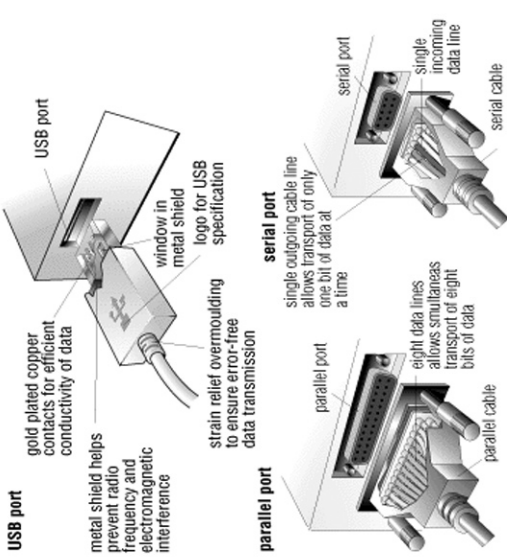 USB port
gold plated copper
contacts for efficient
conductivity of data
USB port
metal shield helps
prevent radio
frequency and
electromagnetic
interference
window in
metal shield
logo for USB
specification
strain relief overmoulding
to ensure error-free
data transmission
parallel port
parallel port
eight data lines
allows smultaneas
transport of eight
bits of data
parallel cable
serial port
single outgoing cable line
allows transport of only
one bit of data at
a time
serial port
single
incoming
data line
serial cable